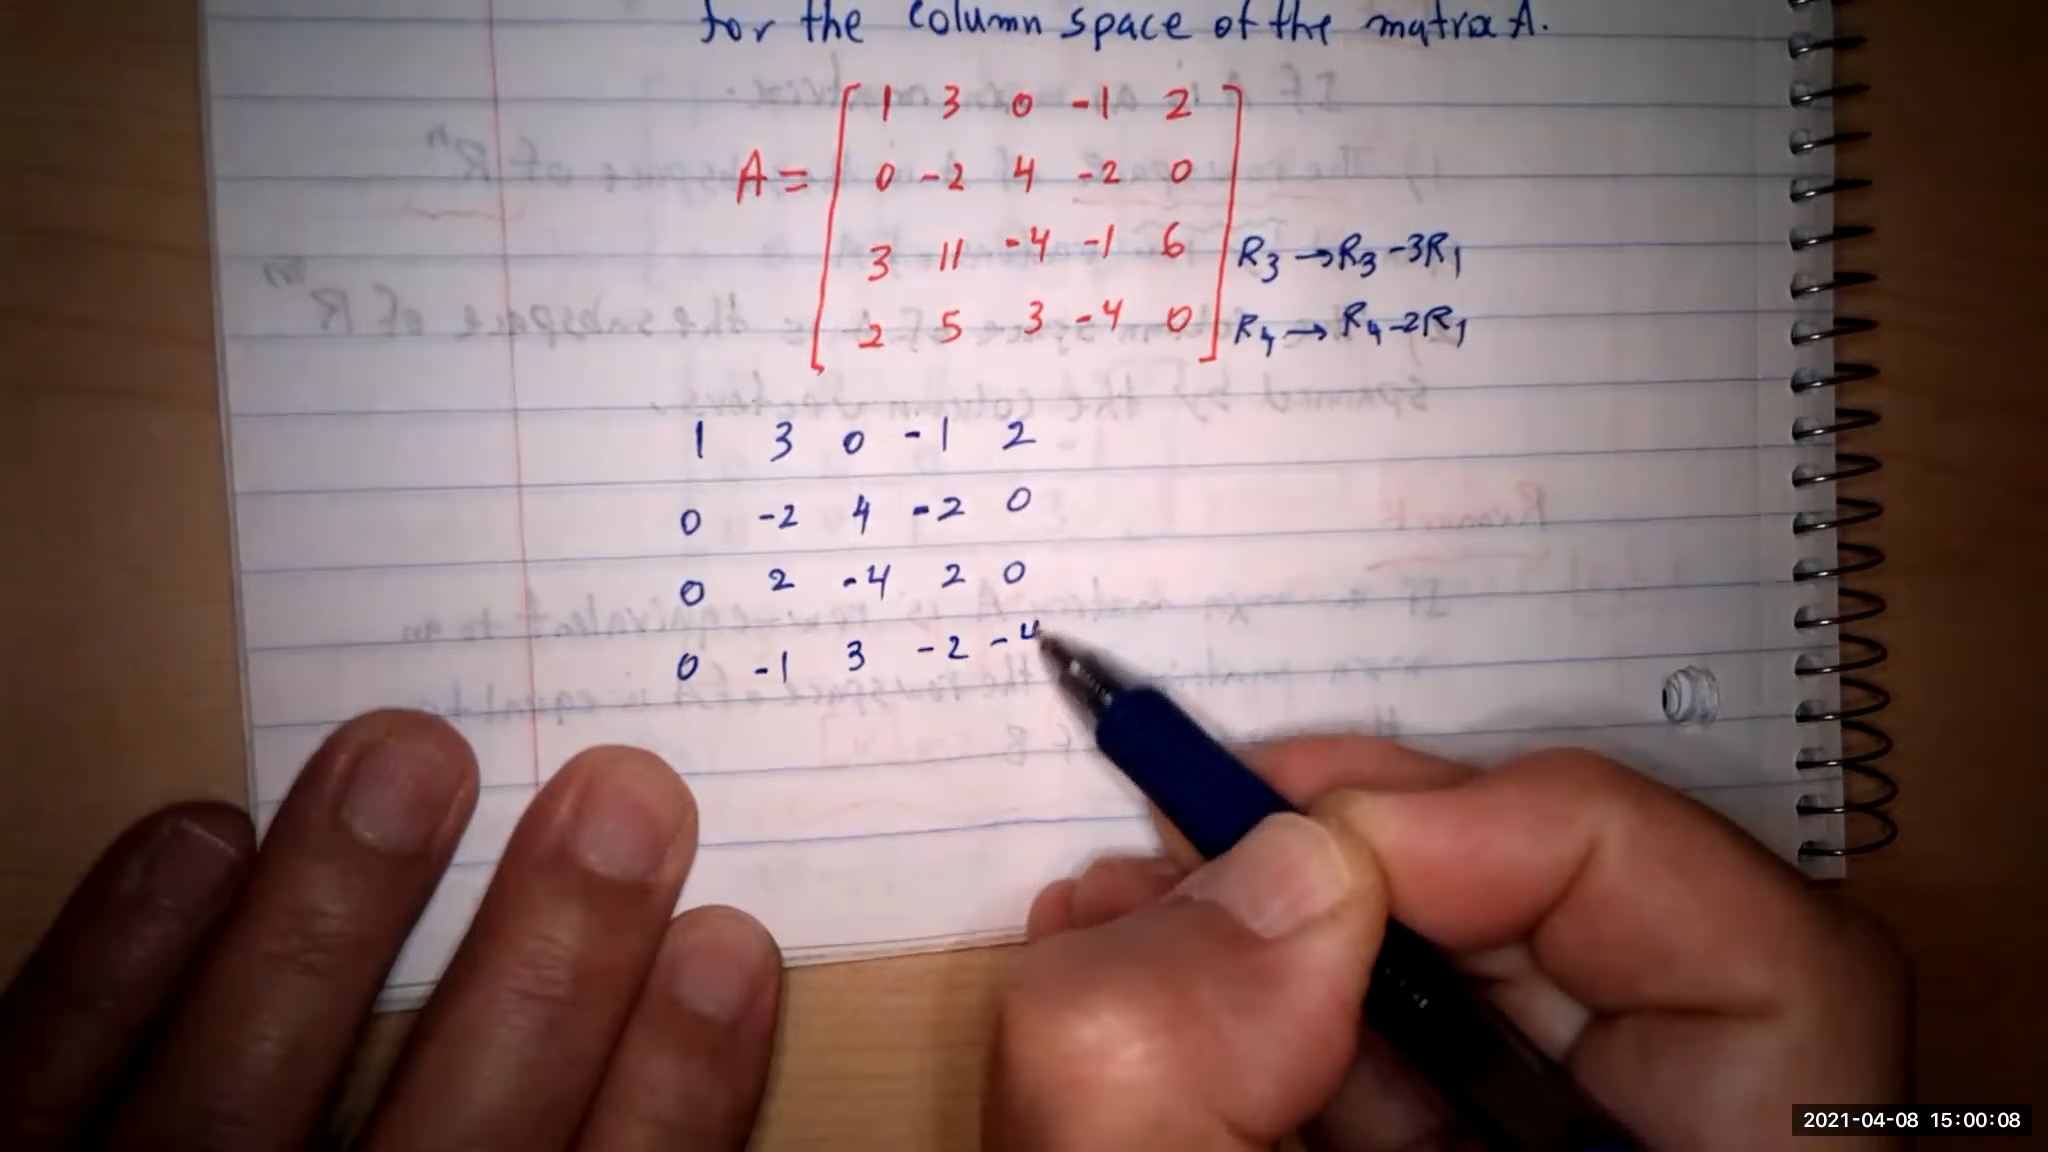 for the column space of the matrix A.
A = [ 1 3 0 -1 2
0 -2 4 -2 0
3 11 -4 -1 6 ] R3 → R3 -3R1
2 5 3 -4 0 R4 → R4 -2R1
1 3 0 -1 2
0 -2 4 -2 0
0 2 -4 2 0
0 -1 3 -2 -4
2021-04-08 15:00:08